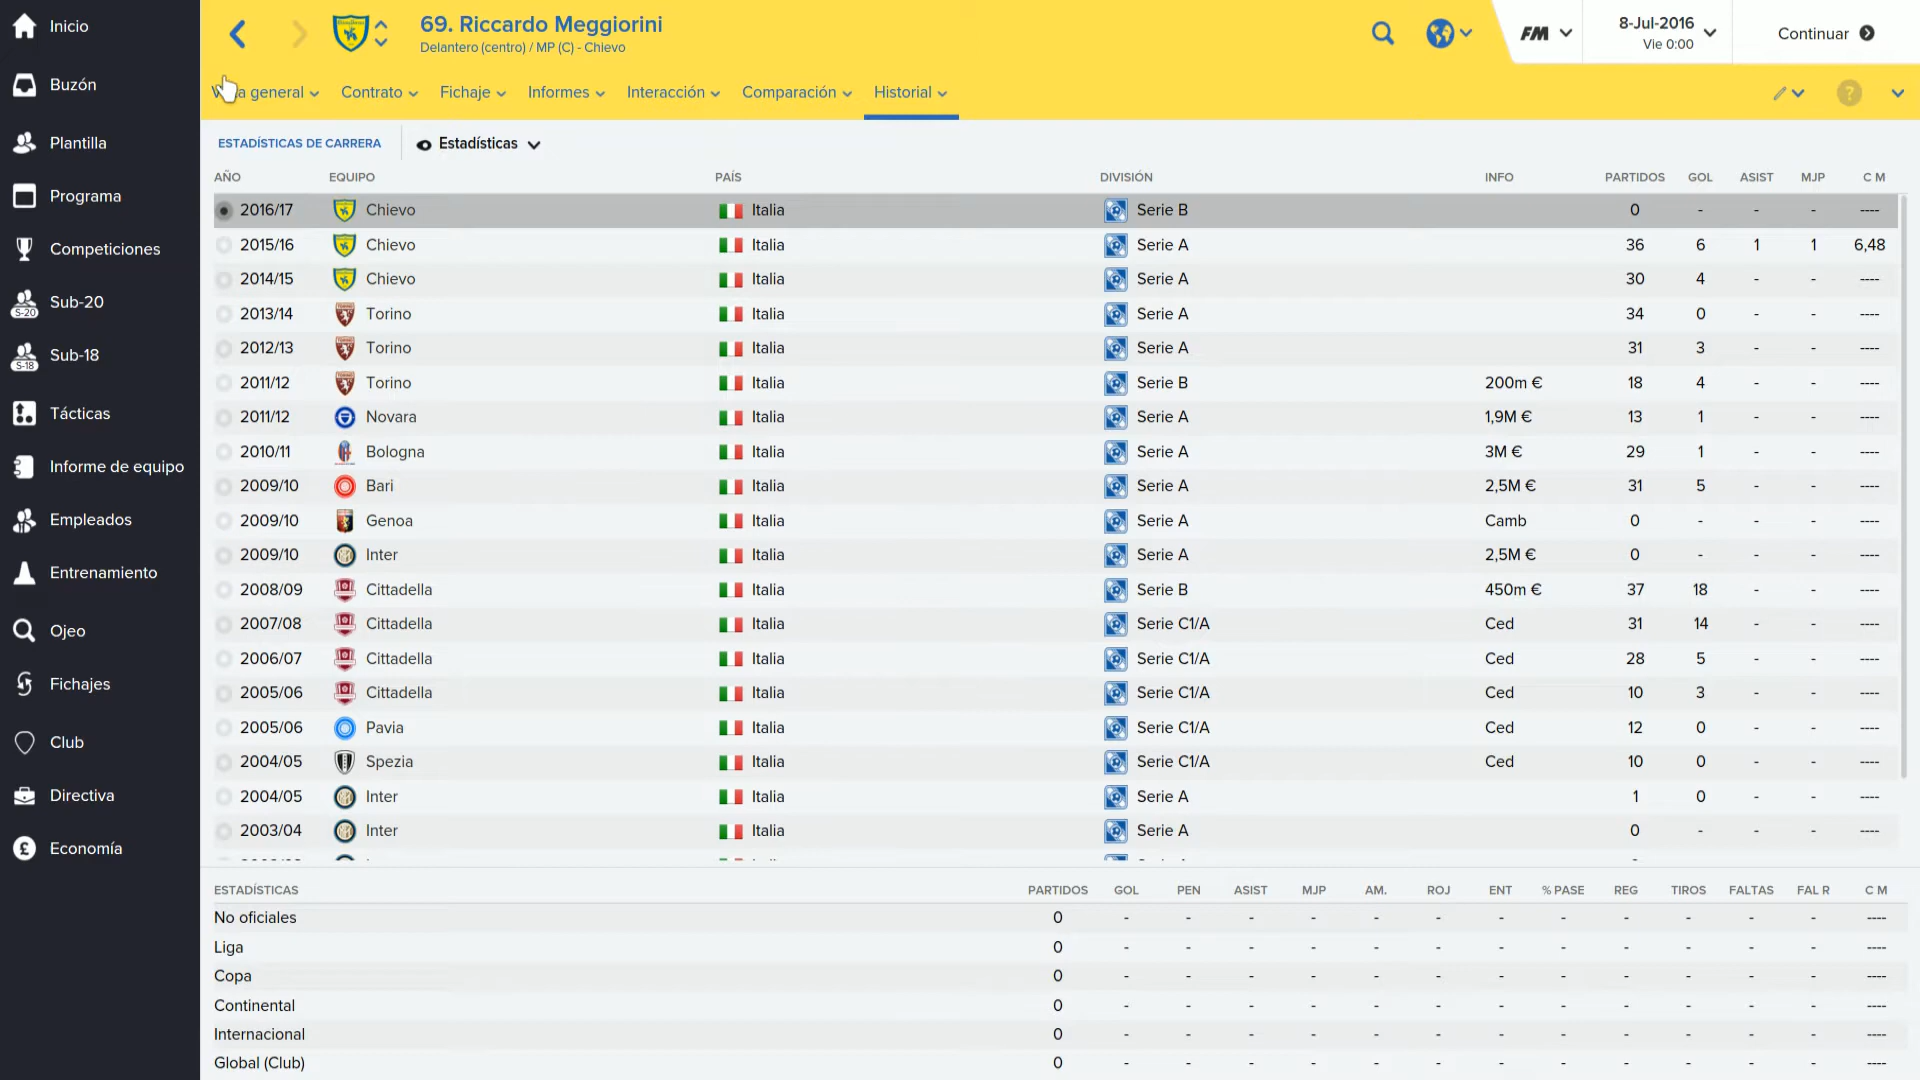 Inicio
Buzón
Plantilla
Programa
Competiciones
Sub-20
S-20
Sub-18
S-18
Tácticas
Informe de equipo
Empleados
Entrenamiento
Ojeo
Fichajes
Club
Directiva
Economía
69. Riccardo Meggiorini
Delantero (centro) / MP (C) - Chievo
FM
8-Jul-2016
Vie 0:00
Continuar
general Contrato Fichaje Informes Interacción Comparación Historial
?
ESTADÍSTICAS DE CARRERA Estadísticas
AÑO EQUIPO PAÍS DIVISIÓN INFO PARTIDOS GOL ASIST MJP C M
2016/17 Chievo Italia Serie B 0 - - - ----
2015/16 Chievo Italia Serie A 36 6 1 1 6,48
2014/15 Chievo Italia Serie A 30 4 - - ----
2013/14 Torino Italia Serie A 34 0 - - ----
2012/13 Torino Italia Serie A 31 3 - - ----
2011/12 Torino Italia Serie B 200m € 18 4 - - ----
2011/12 Novara Italia Serie A 1,9M € 13 1 - - ----
2010/11 Bologna Italia Serie A 3M € 29 1 - - ----
2009/10 Bari Italia Serie A 2,5M € 31 5 - - ----
2009/10 Genoa Italia Serie A Camb 0 - - - ----
2009/10 Inter Italia Serie A 2,5M € 0 - - - ----
2008/09 Cittadella Italia Serie B 450m € 37 18 - - ----
2007/08 Cittadella Italia Serie C1/A Ced 31 14 - - ----
2006/07 Cittadella Italia Serie C1/A Ced 28 5 - - ----
2005/06 Cittadella Italia Serie C1/A Ced 10 3 - - ----
2005/06 Pavia Italia Serie C1/A Ced 12 0 - - ----
2004/05 Spezia Italia Serie C1/A Ced 10 0 - - ----
2004/05 Inter Italia Serie A 1 0 - - ----
2003/04 Inter Italia Serie A 0 - - - ----
ESTADÍSTICAS PARTIDOS GOL PEN ASIST MJP AM. ROJ ENT % PASE REG TIROS FALTAS FAL R C M
No oficiales 0 - - - - - - - - - - - - ----
Liga 0 - - - - - - - - - - - - ----
Copa 0 - - - - - - - - - - - - ----
Continental 0 - - - - - - - - - - - - ----
Internacional 0 - - - - - - - - - - - - ----
Global (Club) 0 - - - - - - - - - - - - ----